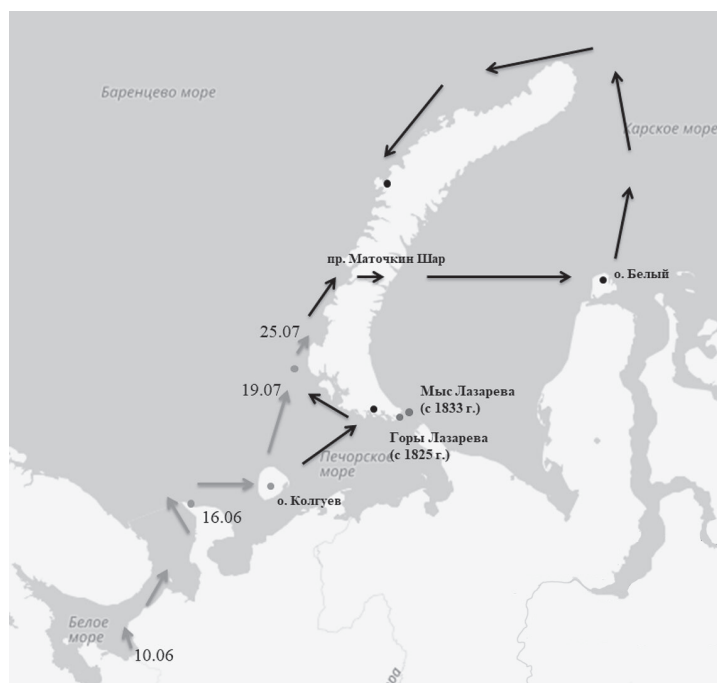 Баренцево море
Карское море
пр. Маточкин Шар
о. Белый
25.07
19.07
Мыс Лазарева
(с 1833 г.)
Горы Лазарева
(с 1825 г.)
Печорское
море
о. Колгуев
16.06
Белое
море
10.06